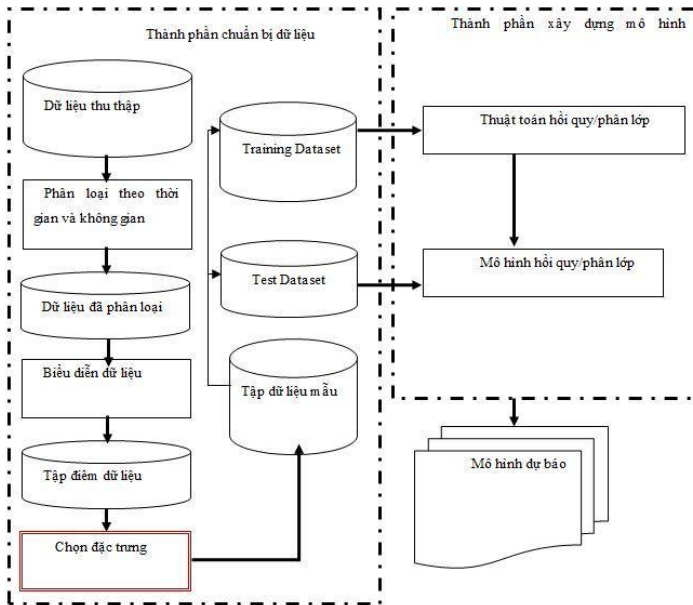 Thành phần chuẩn bị dữ liệu
Dữ liệu thu thập
Phân loại theo thời
gian và không gian
Dữ liệu đã phân loại
Biểu diễn dữ liệu
Tập điểm dữ liệu
Chọn đặc trưng
Training Dataset
Test Dataset
Tập dữ liệu mẫu
Thành phần xây dựng mô hình
Thuật toán hồi quy/phân lớp
Mô hình hồi quy/phân lớp
Mô hình dự báo